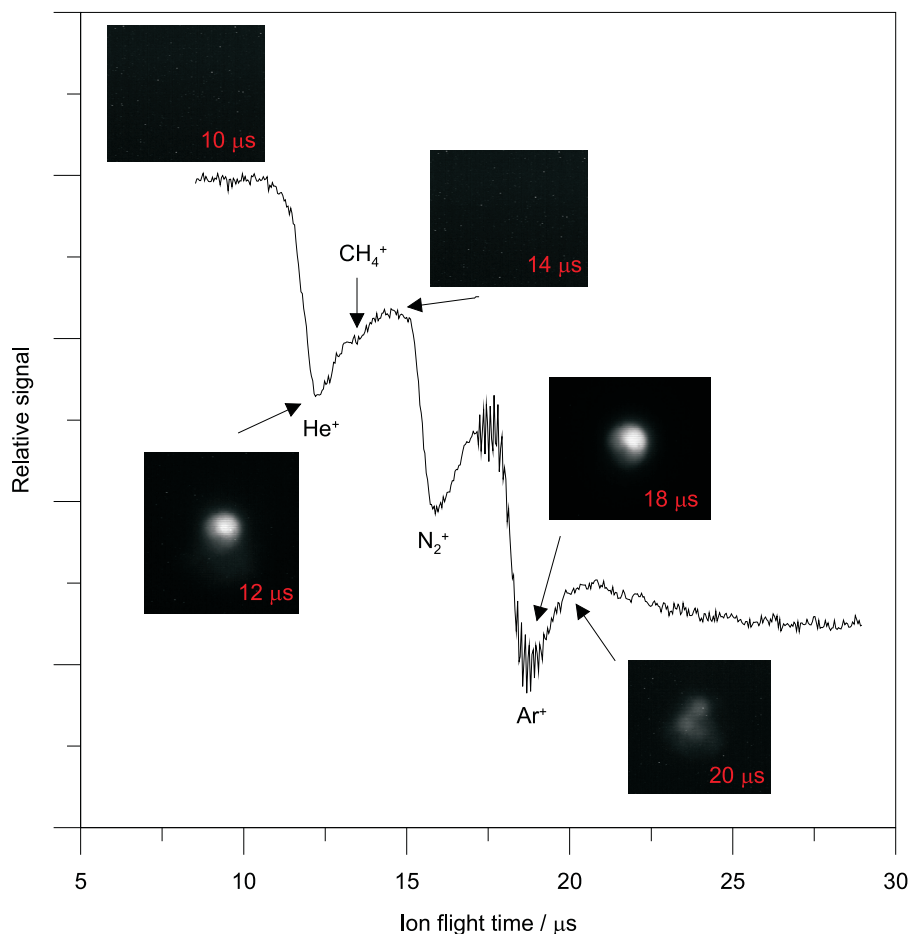 10 μs
CH₄⁺
14 μs
Relative signal
He⁺
18 μs
N₂⁺
12 μs
Ar⁺
20 μs
5 10 15 20 25 30
Ion flight time / μs